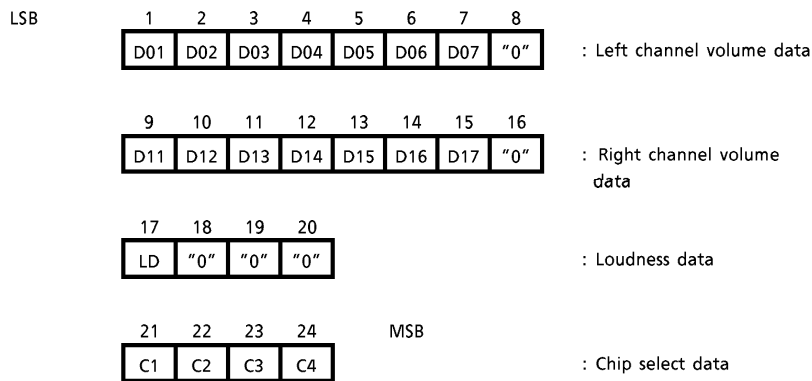 LSB 1 2 3 4 5 6 7 8
D01 D02 D03 D04 D05 D06 D07 "0" : Left channel volume data
9 10 11 12 13 14 15 16
D11 D12 D13 D14 D15 D16 D17 "0" : Right channel volume
data
17 18 19 20
LD "0" "0" "0" : Loudness data
21 22 23 24 MSB
C1 C2 C3 C4 : Chip select data